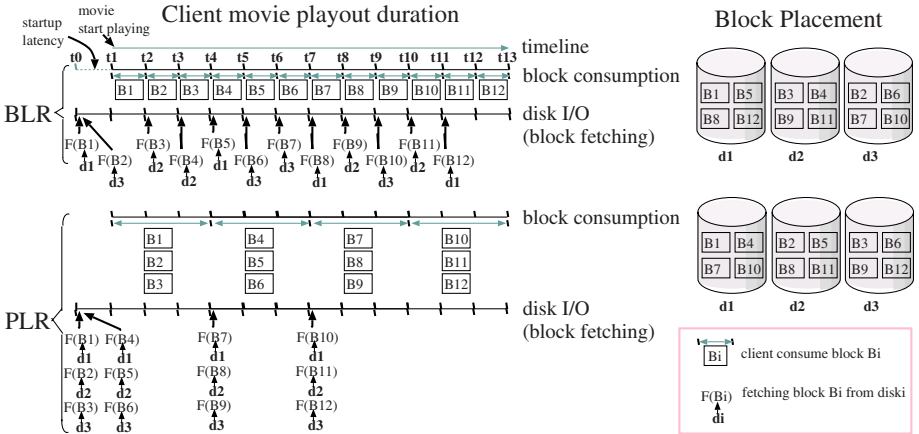 Client movie playout duration
Block Placement
startup latency
movie start playing
timeline
t0 t1 t2 t3 t4 t5 t6 t7 t8 t9 t10 t11 t12 t13
block consumption
B1 B2 B3 B4 B5 B6 B7 B8 B9 B10 B11 B12
BLR
disk I/O
(block fetching)
F(B1) F(B3) F(B5) F(B7) F(B9) F(B11)
d1 d2 d1 d3 d2 d2
F(B2) F(B4) F(B6) F(B8) F(B10) F(B12)
d3 d2 d3 d1 d3 d1
B1 B5 B3 B4 B2 B6
B8 B12 B9 B11 B7 B10
d1 d2 d3
block consumption
B1 B4 B7 B10
B2 B5 B8 B11
B3 B6 B9 B12
PLR
disk I/O
(block fetching)
F(B1) F(B4) F(B7) F(B10)
d1 d1 d1 d1
F(B2) F(B5) F(B8) F(B11)
d2 d2 d2 d2
F(B3) F(B6) F(B9) F(B12)
d3 d3 d3 d3
B1 B4 B2 B5 B3 B6
B7 B10 B8 B11 B9 B12
d1 d2 d3
Bi client consume block Bi
F(Bi) fetching block Bi from diski
di